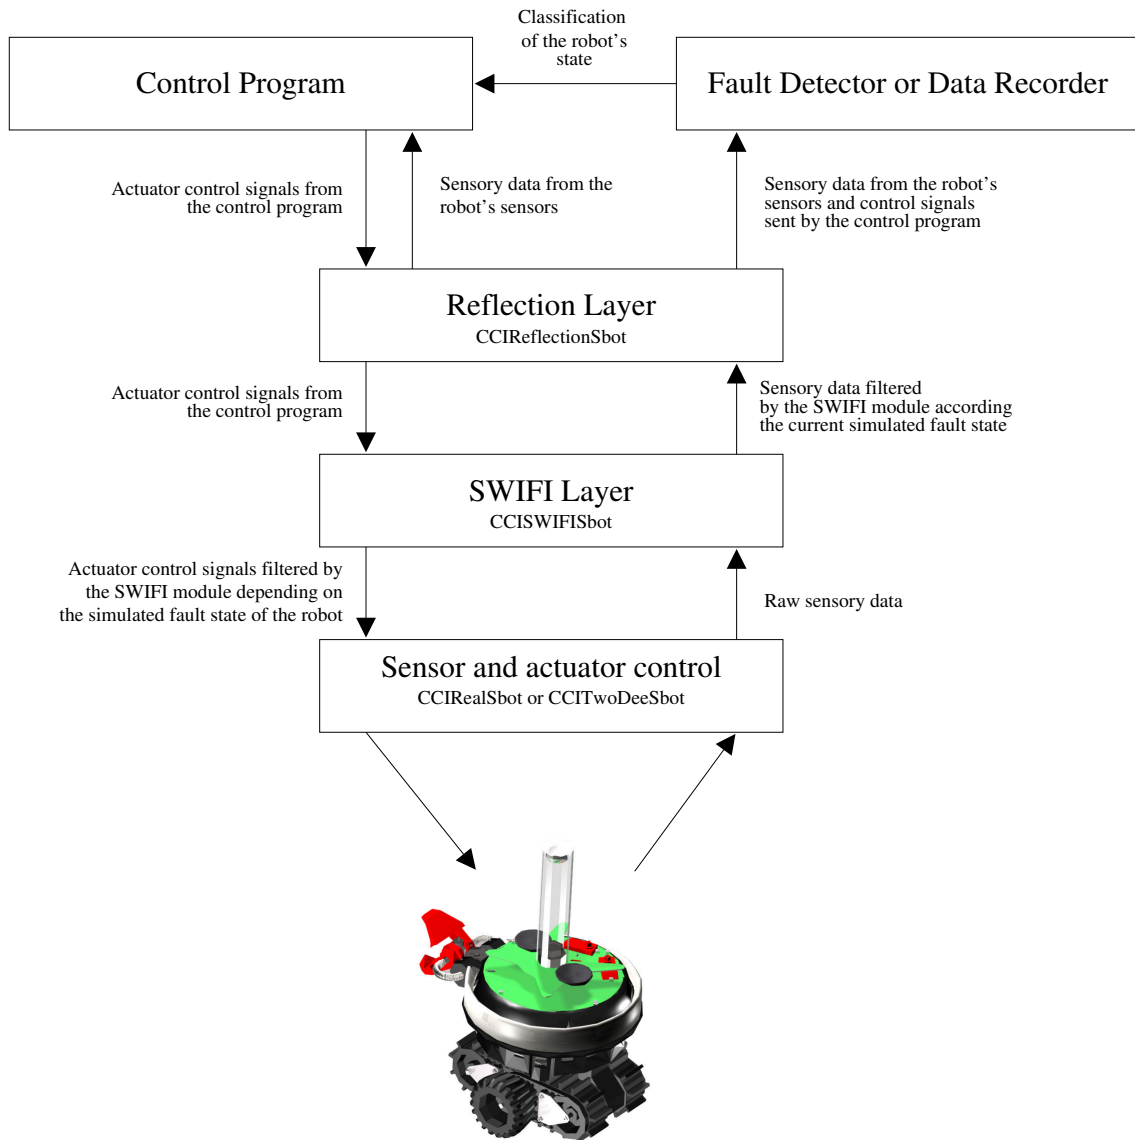 Classification
of the robot's
state
Control Program
Fault Detector or Data Recorder
Actuator control signals from
the control program
Sensory data from the
robot's sensors
Sensory data from the robot's
sensors and control signals
sent by the control program
Reflection Layer
CCIReflectionSbot
Actuator control signals from
the control program
Sensory data filtered
by the SWIFI module according
the current simulated fault state
SWIFI Layer
CCISWIFISbot
Actuator control signals filtered by
the SWIFI module depending on
the simulated fault state of the robot
Raw sensory data
Sensor and actuator control
CCIRealSbot or CCITwoDeeSbot